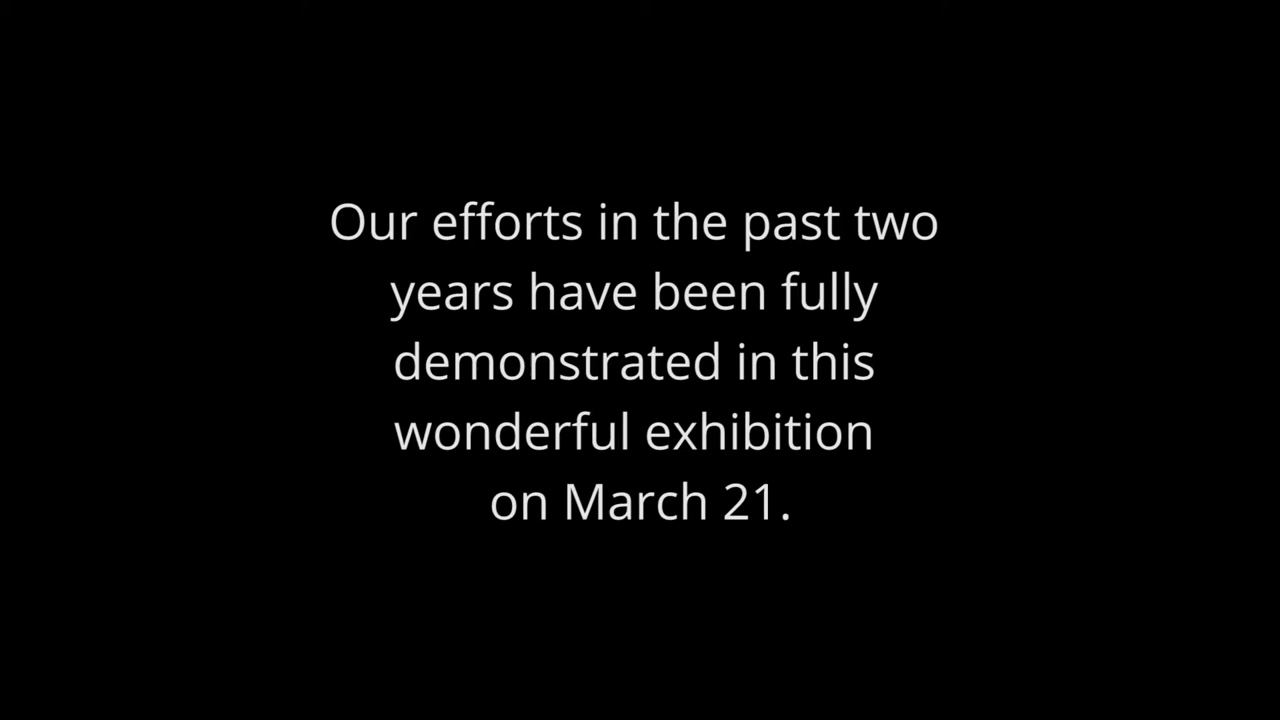 Our efforts in the past two
years have been fully
demonstrated in this
wonderful exhibition
on March 21.